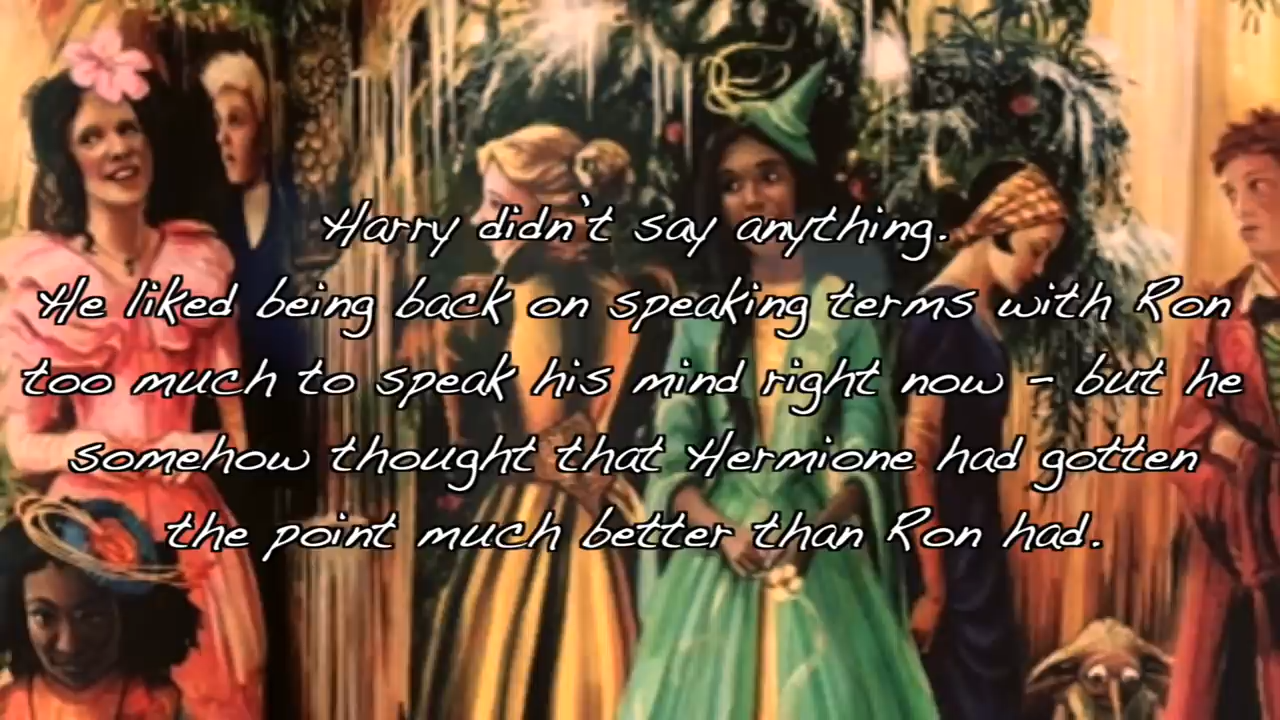 Harry didn't say anything.
He liked being back on speaking terms with Ron
too much to speak his mind right now - but he
somehow thought that Hermione had gotten
the point much better than Ron had.